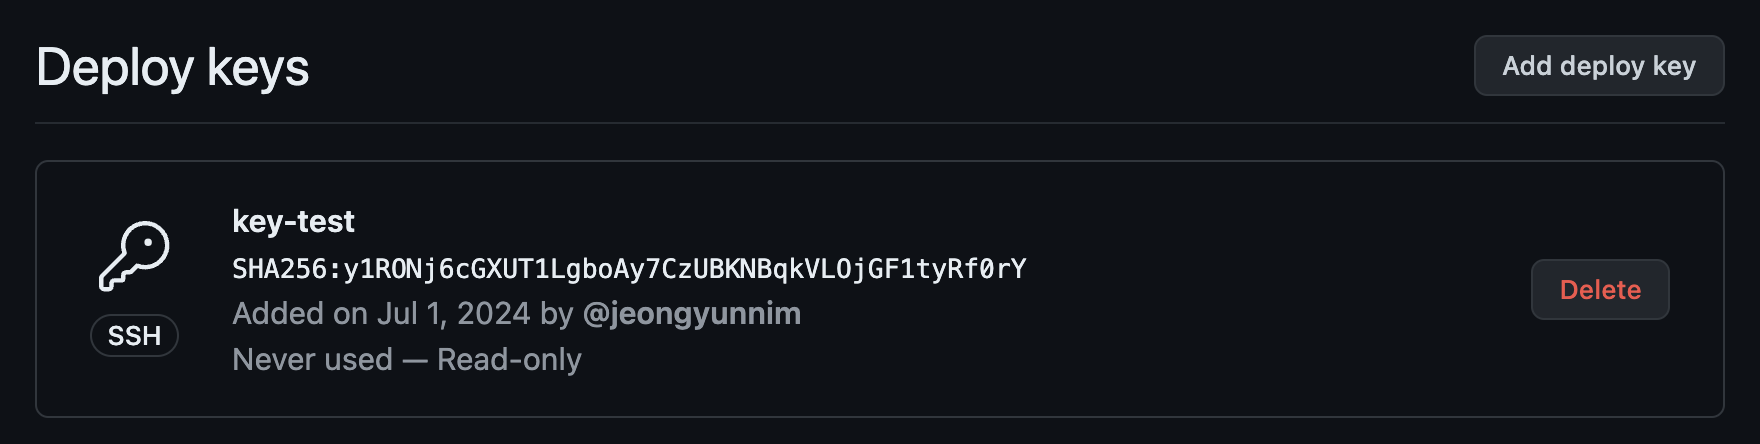 Deploy keys
Add deploy key
key-test
SHA256:y1RONj6cGXUT1LgboAy7CzUBKNBqkVLOjGF1tyRf0rY
Added on Jul 1, 2024 by @jeongyunnim
Never used — Read-only
SSH
Delete